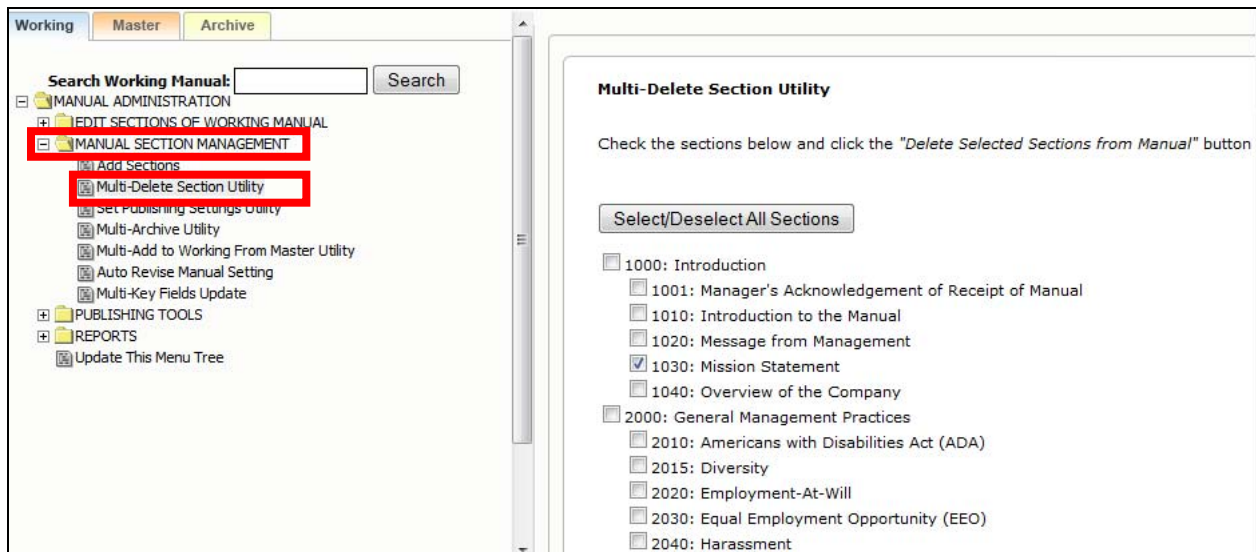 Working Master Archive
Search Working Manual: Search
MANUAL ADMINISTRATION
EDIT SECTIONS OF WORKING MANUAL
MANUAL SECTION MANAGEMENT
Add Sections
Multi-Delete Section Utility
Set Publishing Settings Utility
Multi-Archive Utility
Multi-Add to Working From Master Utility
Auto Revise Manual Setting
Multi-Key Fields Update
PUBLISHING TOOLS
REPORTS
Update This Menu Tree
Multi-Delete Section Utility
Check the sections below and click the "Delete Selected Sections from Manual" button
Select/Deselect All Sections
1000: Introduction
1001: Manager's Acknowledgement of Receipt of Manual
1010: Introduction to the Manual
1020: Message from Management
1030: Mission Statement
1040: Overview of the Company
2000: General Management Practices
2010: Americans with Disabilities Act (ADA)
2015: Diversity
2020: Employment-At-Will
2030: Equal Employment Opportunity (EEO)
2040: Harassment